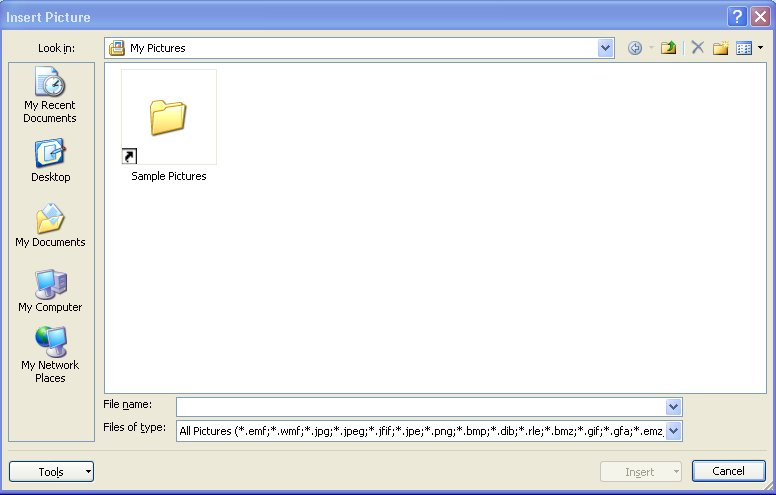 Insert Picture
Look in:
My Pictures
My Recent
Documents
Desktop
My Documents
My Computer
My Network
Places
Sample Pictures
File name:
Files of type:
All Pictures (*.emf;*.wmf;*.jpg;*.jpeg;*.jfif;*.jpe;*.png;*.bmp;*.dib;*.rle;*.bmz;*.gif;*.gfa;*.emz
Tools
Insert
Cancel